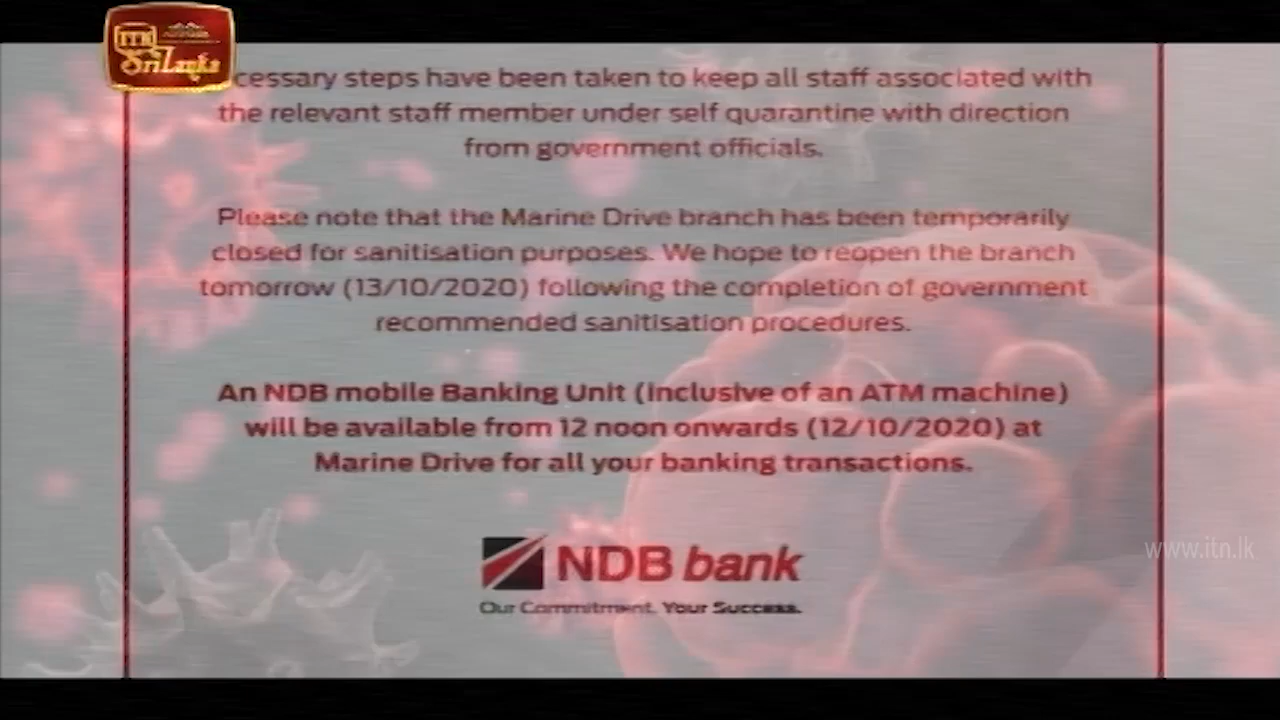 ITN
Sri Lanka
cessary steps have been taken to keep all staff associated with
the relevant staff member under self quarantine with direction
from government officials.
Please note that the Marine Drive branch has been temporarily
closed for sanitisation purposes. We hope to reopen the branch
tomorrow (13/10/2020) following the completion of government
recommended sanitisation procedures.
An NDB mobile Banking Unit (Inclusive of an ATM machine)
will be available from 12 noon onwards (12/10/2020) at
Marine Drive for all your banking transactions.
www.itn.lk
NDB bank
Our Commitment. Your Success.